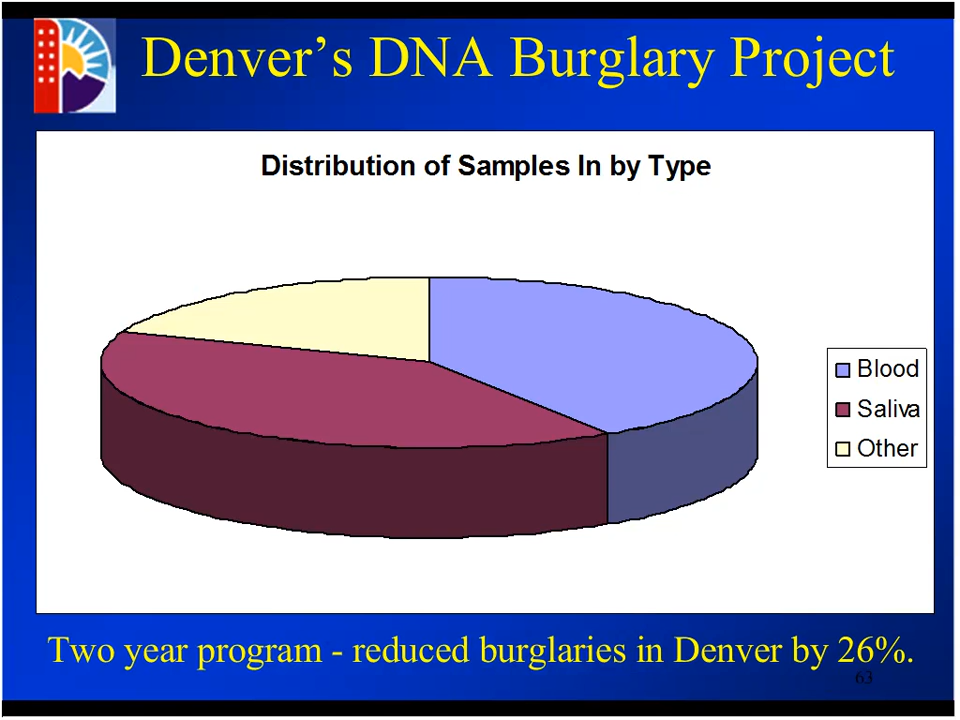 Denver's DNA Burglary Project
Distribution of Samples In by Type
Blood
Saliva
Other
Two year program - reduced burglaries in Denver by 26%.
63